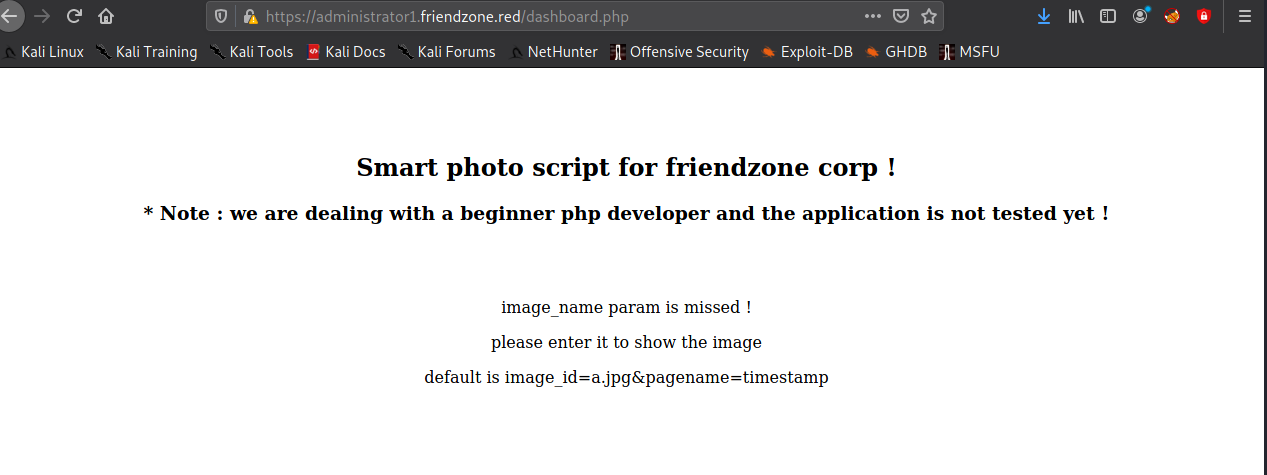 https://administrator1.friendzone.red/dashboard.php
Kali Linux Kali Training Kali Tools Kali Docs Kali Forums NetHunter Offensive Security Exploit-DB GHDB MSFU
Smart photo script for friendzone corp !
* Note : we are dealing with a beginner php developer and the application is not tested yet !
image_name param is missed !
please enter it to show the image
default is image_id=a.jpg&pagename=timestamp